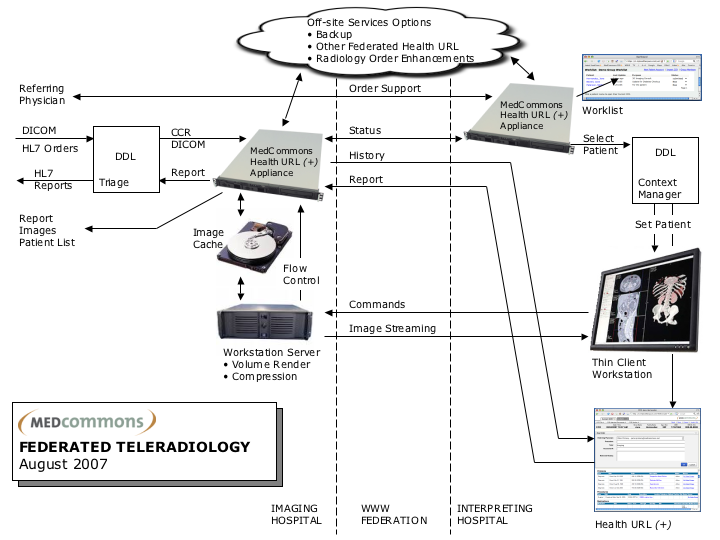 Off-site Services Options
• Backup
• Other Federated Health URL
• Radiology Order Enhancements
Referring
Physician
Order Support
MedCommons
Health URL (+)
Appliance
Worklist
DICOM
HL7 Orders
CCR
DICOM
DDL
Triage
HL7
Reports
Report
MedCommons
Health URL (+)
Appliance
Status
History
Report
Select
Patient
DDL
Context
Manager
Set Patient
Report
Images
Patient List
Image
Cache
Flow
Control
Commands
Image Streaming
Workstation Server
• Volume Render
• Compression
Thin Client
Workstation
MEDcommons
FEDERATED TELERADIOLOGY
August 2007
IMAGING
HOSPITAL
WWW
FEDERATION
INTERPRETING
HOSPITAL
Health URL (+)